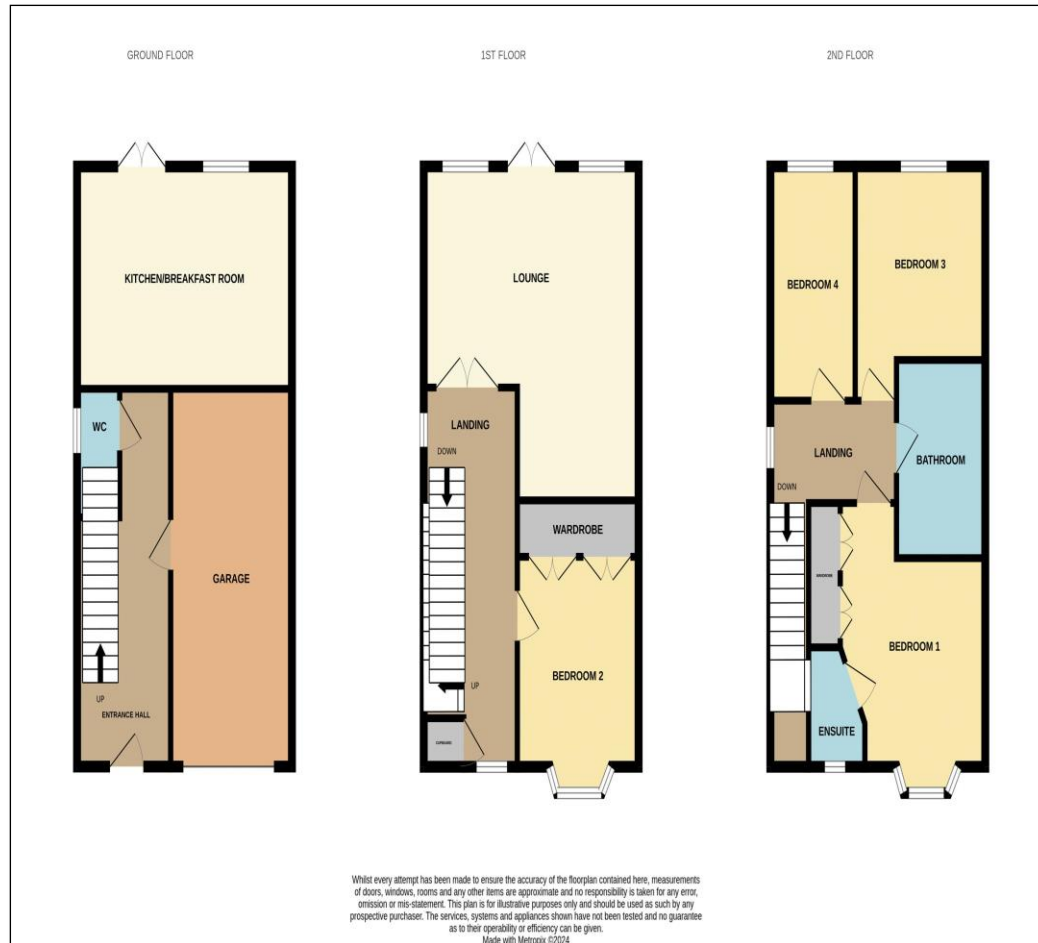 GROUND FLOOR
1ST FLOOR
2ND FLOOR
KITCHEN/BREAKFAST ROOM
WC
GARAGE
UP
ENTRANCE HALL
LOUNGE
LANDING
DOWN
WARDROBE
BEDROOM 2
UP
CUPBOARD
BEDROOM 4
BEDROOM 3
LANDING
BATHROOM
DOWN
WARDROBE
BEDROOM 1
ENSUITE
Whilst every attempt has been made to ensure the accuracy of the floorplan contained here, measurements
of doors, windows, rooms and any other items are approximate and no responsibility is taken for any error,
omission or mis-statement. This plan is for illustrative purposes only and should be used as such by any
prospective purchaser. The services, systems and appliances shown have not been tested and no guarantee
as to their operability or efficiency can be given.
Made with Metropix ©2024